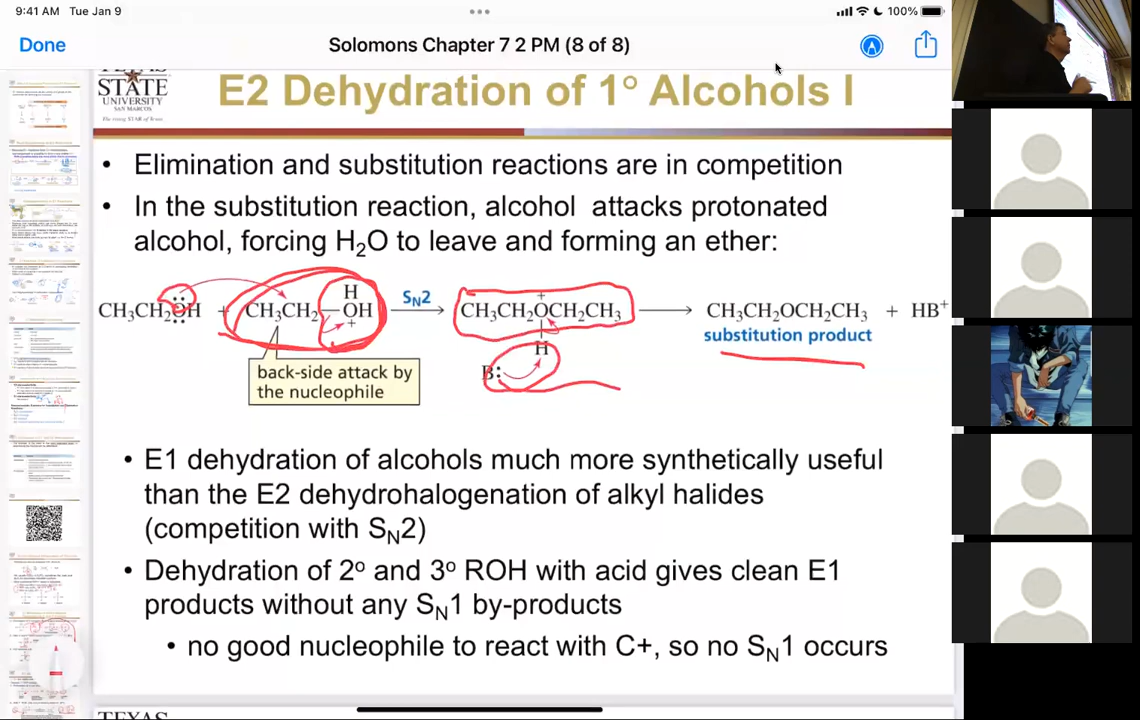 9:41 AM Tue Jan 9
100%
Done
Solomons Chapter 7 2 PM (8 of 8)
TEXAS
STATE
UNIVERSITY
SAN MARCOS
The rising STAR of Texas
E2 Dehydration of 1° Alcohols I
• Elimination and substitution reactions are in competition
• In the substitution reaction, alcohol attacks protonated
alcohol, forcing H₂O to leave and forming an ether:
CH₃CH₂OH + CH₃CH₂—OH
H
+
SN2
CH₃CH₂OCH₂CH₃
+
H
B:
CH₃CH₂OCH₂CH₃ + HB⁺
substitution product
back-side attack by
the nucleophile
• E1 dehydration of alcohols much more synthetically useful
than the E2 dehydrohalogenation of alkyl halides
(competition with SN2)
• Dehydration of 2º and 3º ROH with acid gives clean E1
products without any SN1 by-products
• no good nucleophile to react with C+, so no SN1 occurs
TEXAS